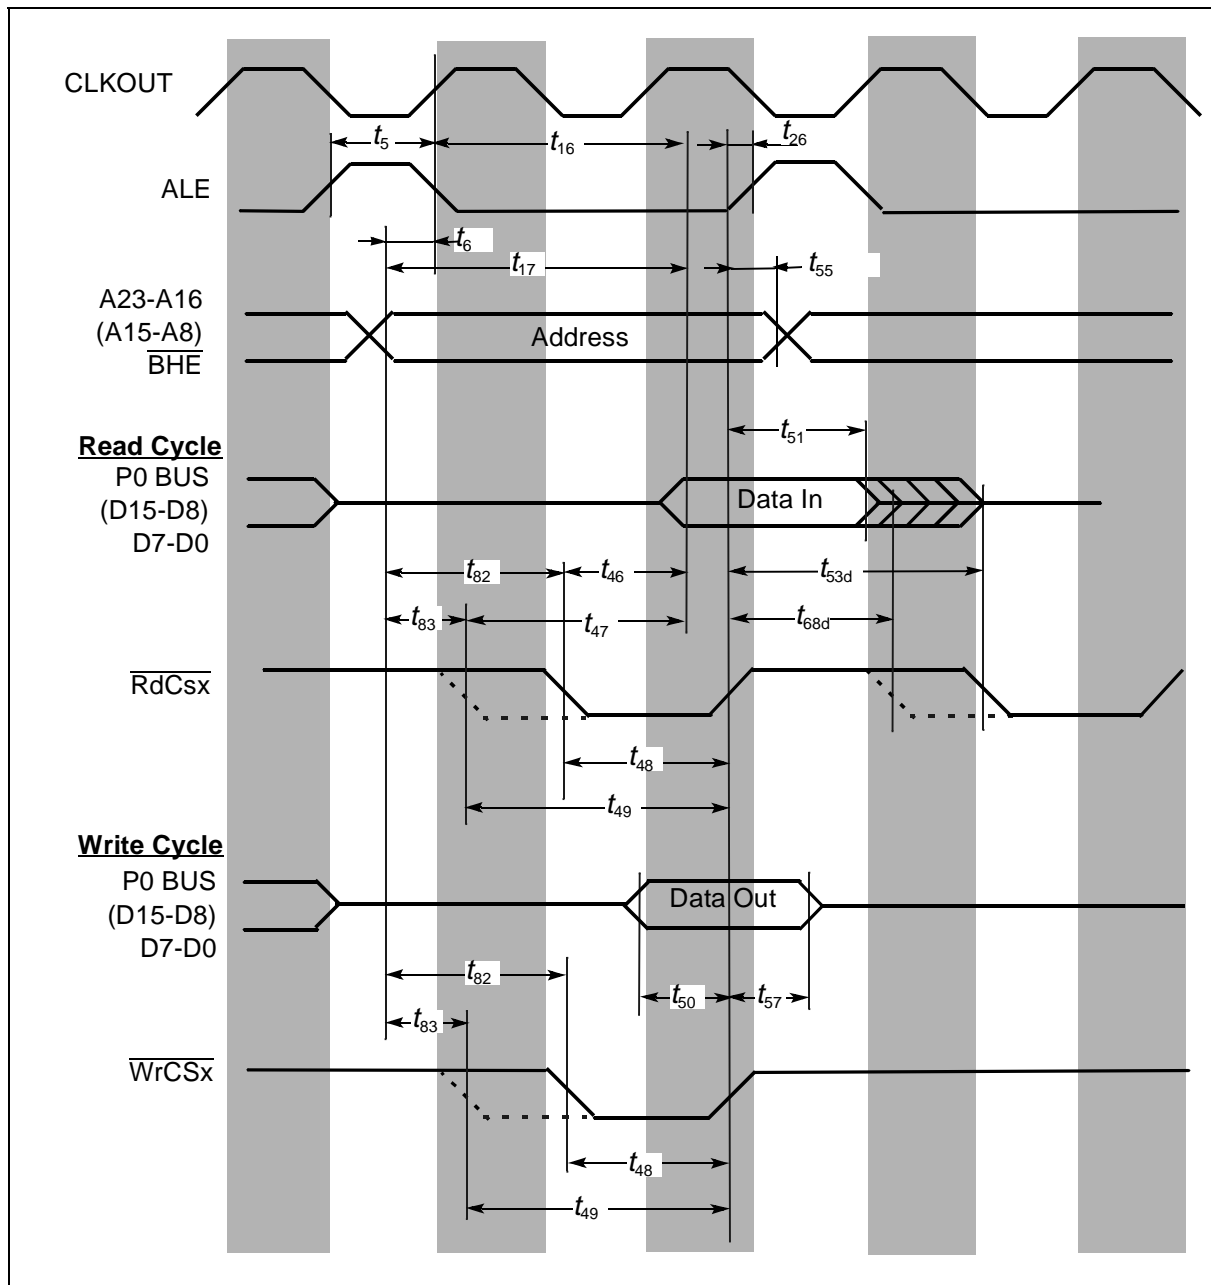 CLKOUT
t5
t16
t26
ALE
t6
t17
t55
A23-A16
(A15-A8)
BHE
Address
t51
Read Cycle
P0 BUS
(D15-D8)
D7-D0
Data In
t82
t46
t53d
t83
t47
t68d
RdCsx
t48
t49
Write Cycle
P0 BUS
(D15-D8)
D7-D0
Data Out
t82
t50
t57
t83
WrCSx
t48
t49